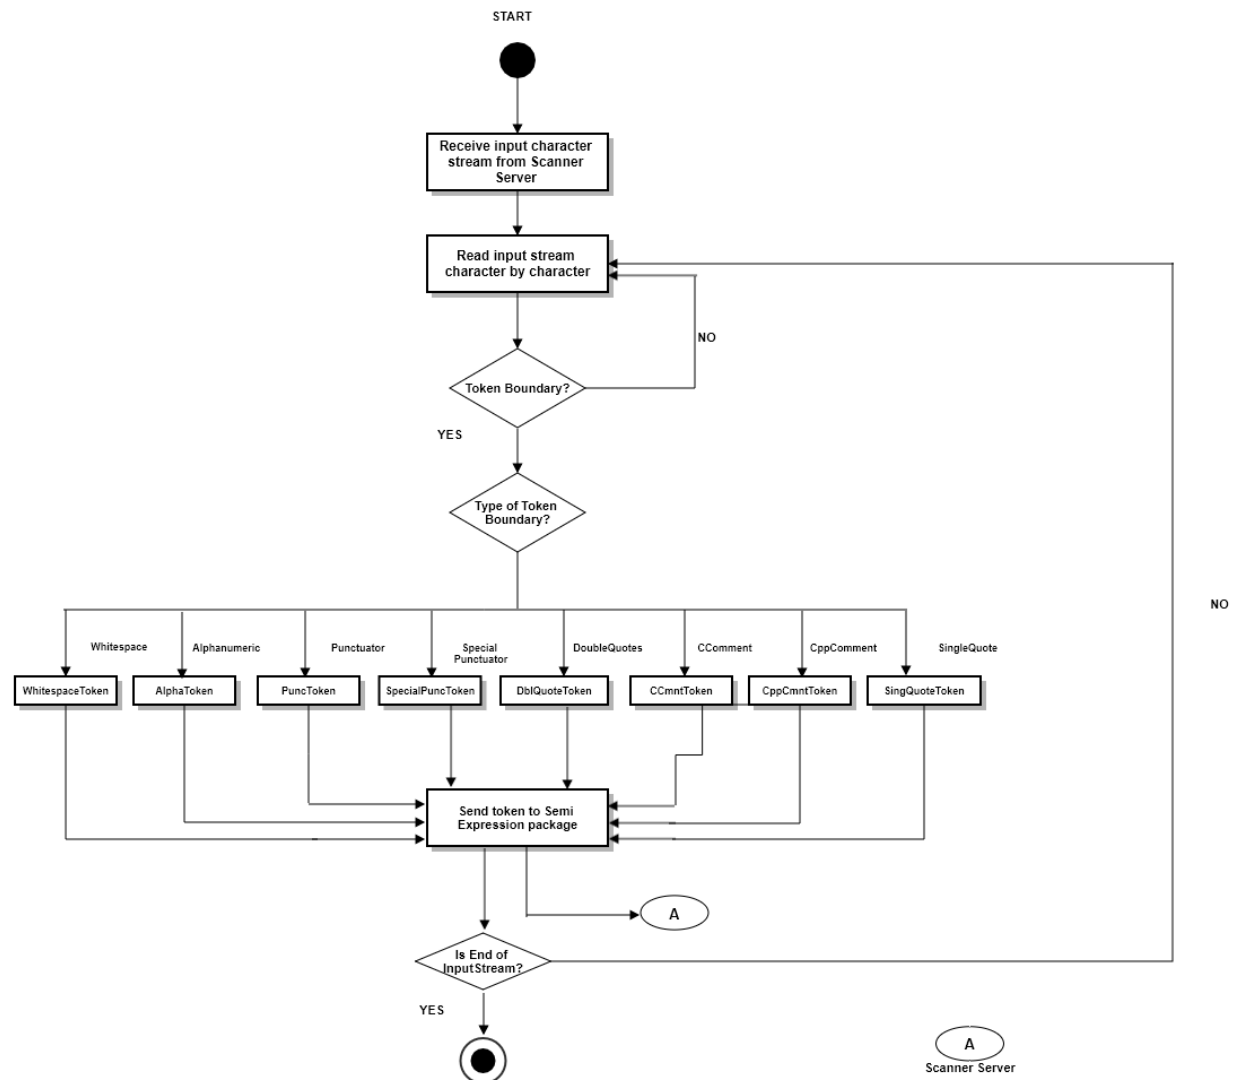 START
Receive input character
stream from Scanner
Server
Read input stream
character by character
NO
Token Boundary?
YES
Type of Token
Boundary?
NO
Whitespace
Alphanumeric
Punctuator
Special
Punctuator
DoubleQuotes
CComment
CppComment
SingleQuote
WhitespaceToken
AlphaToken
PuncToken
SpecialPuncToken
DblQuoteToken
CCmntToken
CppCmntToken
SingQuoteToken
Send token to Semi
Expression package
A
Is End of
InputStream?
YES
A
Scanner Server